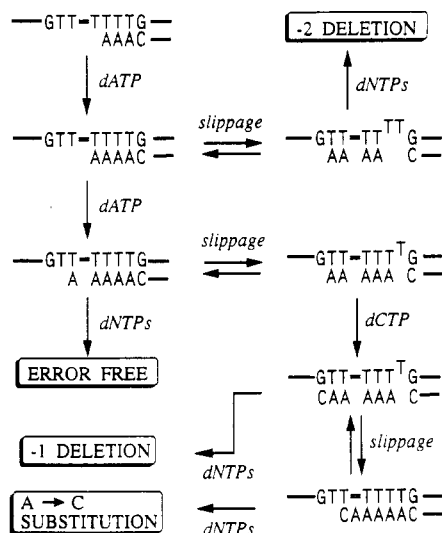 GTT=TTTTG
AAAC
-2 DELETION
dATP
dNTPs
GTT=TTTTG
AAAAC
slippage
GTT=TT TT G
AA AA C
dATP
GTT=TTTTG
A AAAAC
slippage
GTT=TTT T G
AA AAA C
dNTPs
dCTP
ERROR FREE
GTT=TTT T G
CAA AAA C
-1 DELETION
dNTPs
slippage
A → C
SUBSTITUTION
dNTPs
GTT=TTTTG
CAAAAAC